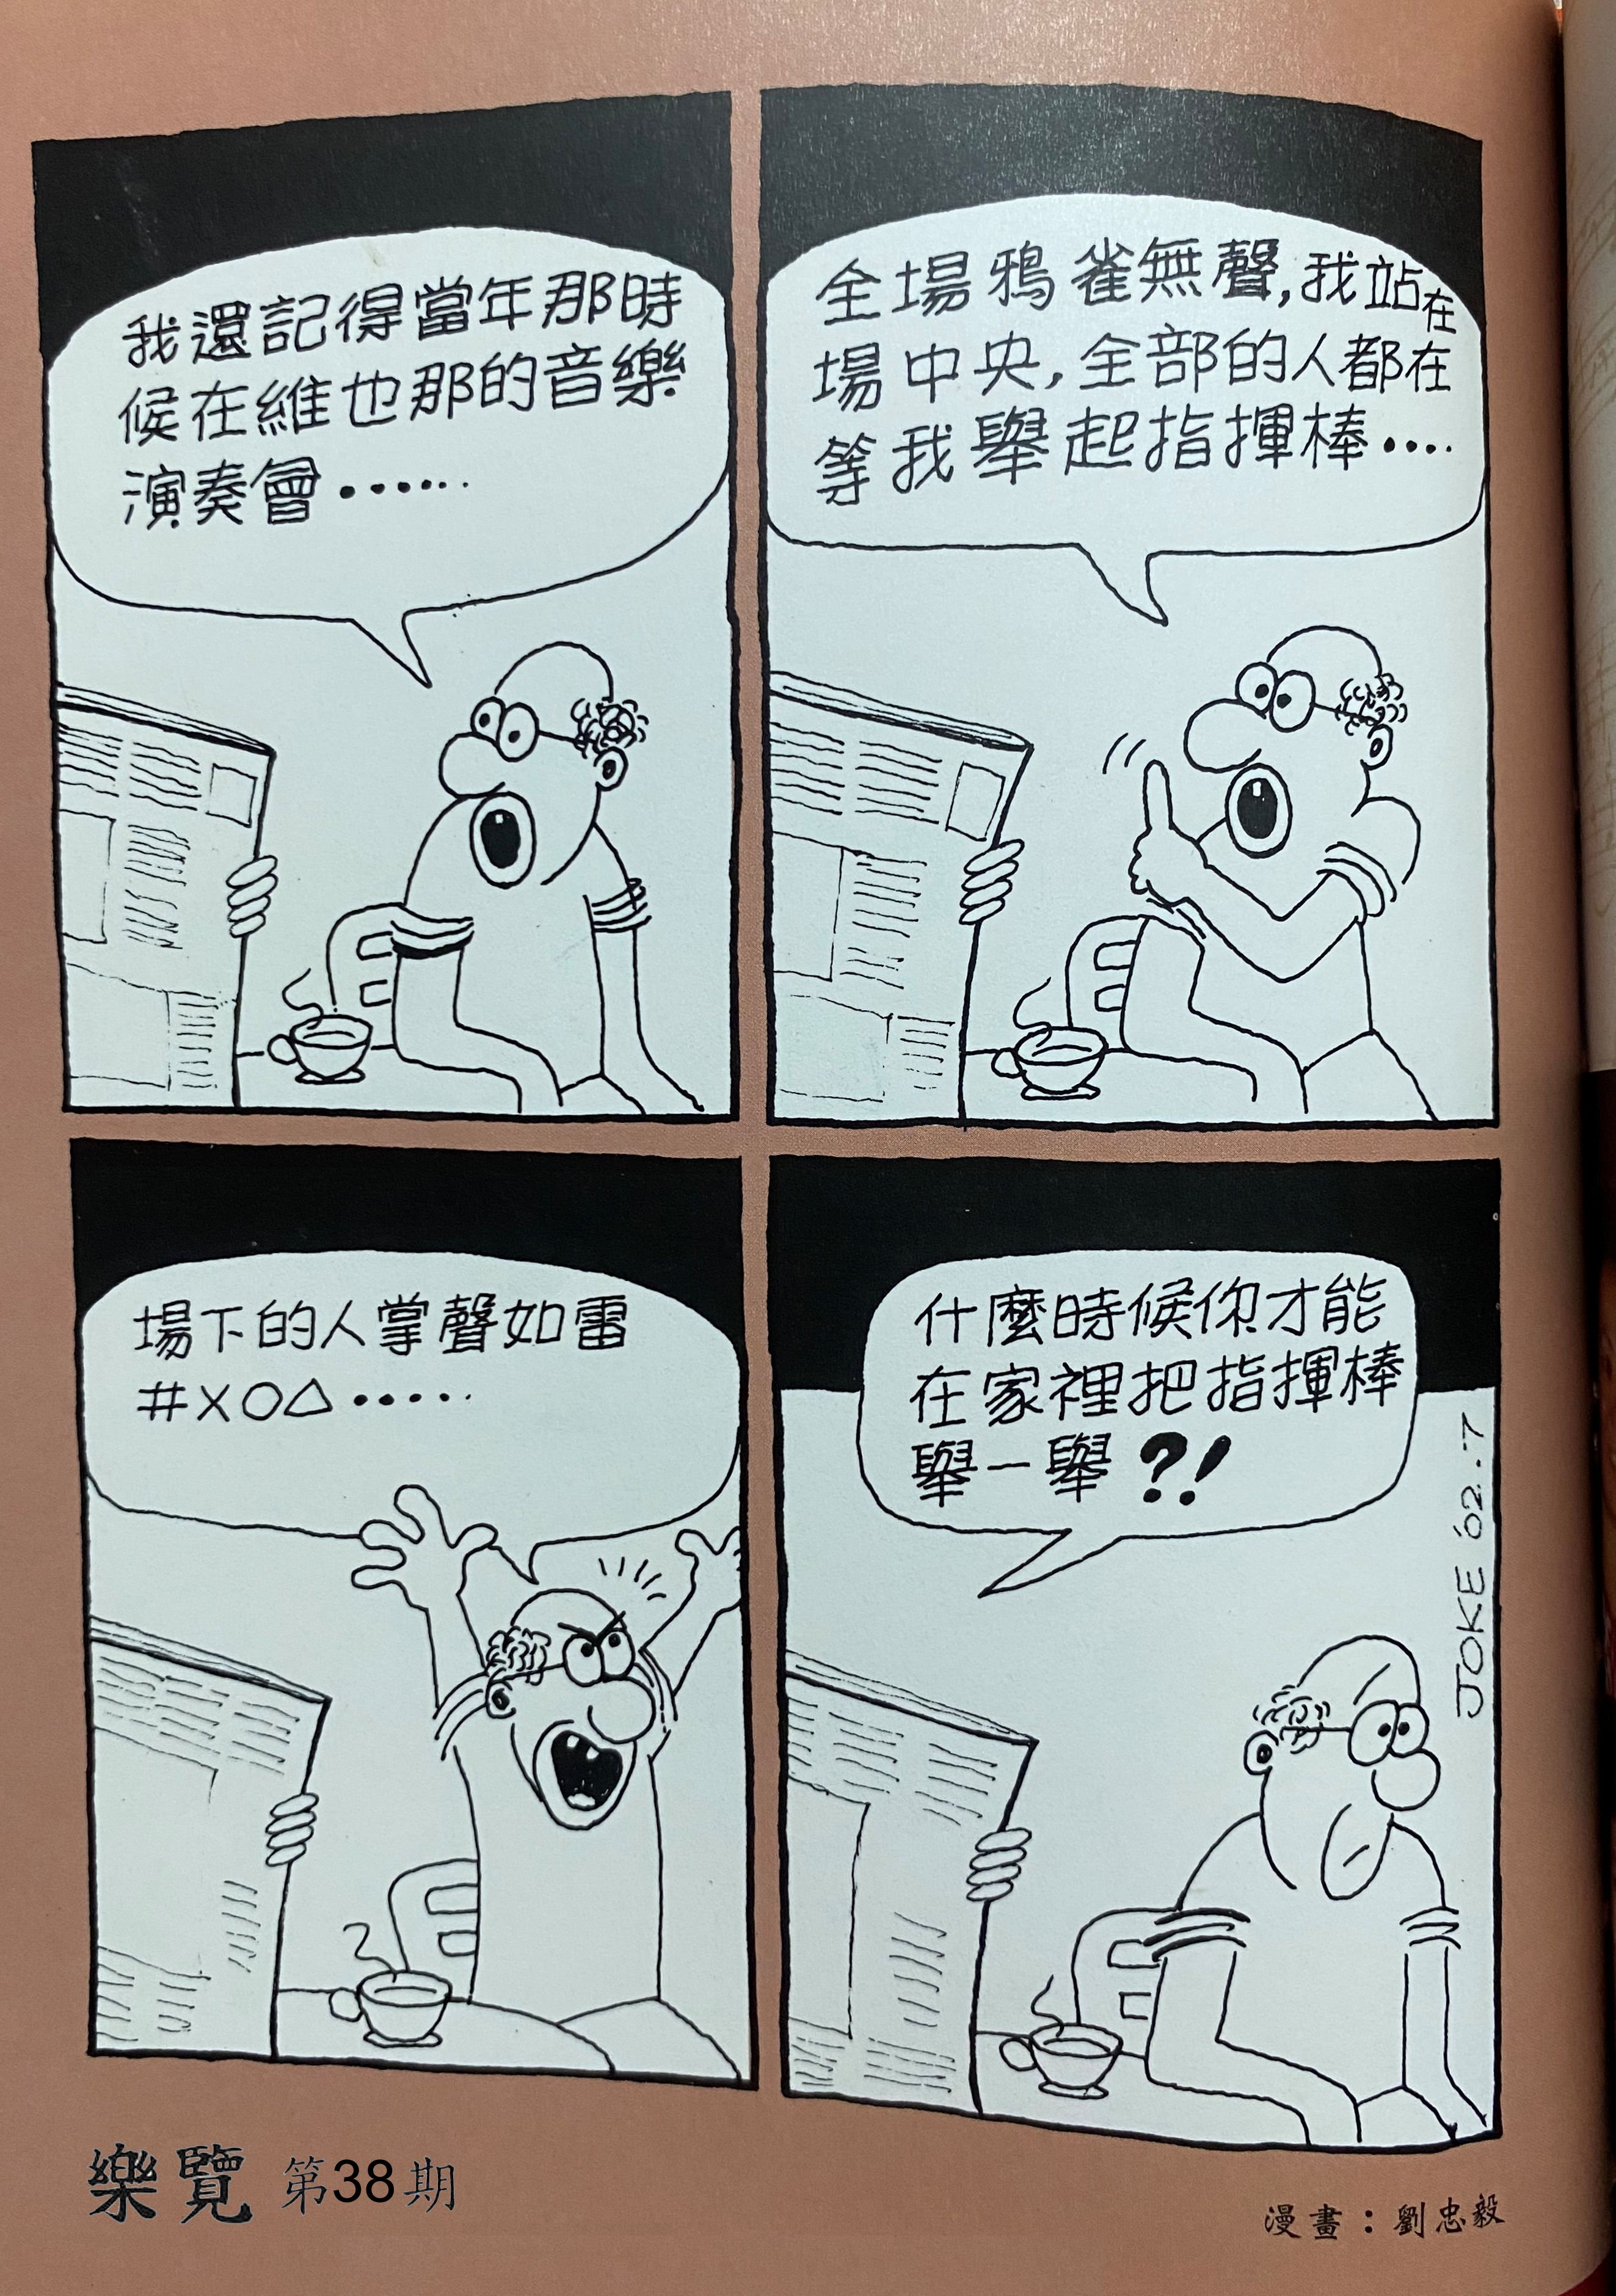 我還記得當年那時
候在維也那的音樂
演奏會‧‧‧‧‧‧
全場鴉雀無聲,我站在
場中央,全部的人都在
等我舉起指揮棒‧‧‧‧
場下的人掌聲如雷
#XO△‧‧‧‧‧
什麼時候你才能
在家裡把指揮棒
舉一舉?!
JOKE '02.7
樂覽 第38期
漫畫：劉忠毅